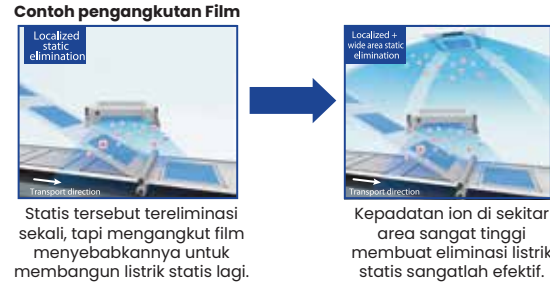 Contoh pengangkutan Film
Localized
static
elimination
Transport direction
Statis tersebut tereliminasi
sekali, tapi mengangkut film
menyebabkannya untuk
membangun listrik statis lagi.
Localized +
wide area static
elimination
Transport direction
Kepadatan ion di sekitar
area sangat tinggi
membuat eliminasi listrik
statis sangatlah efektif.